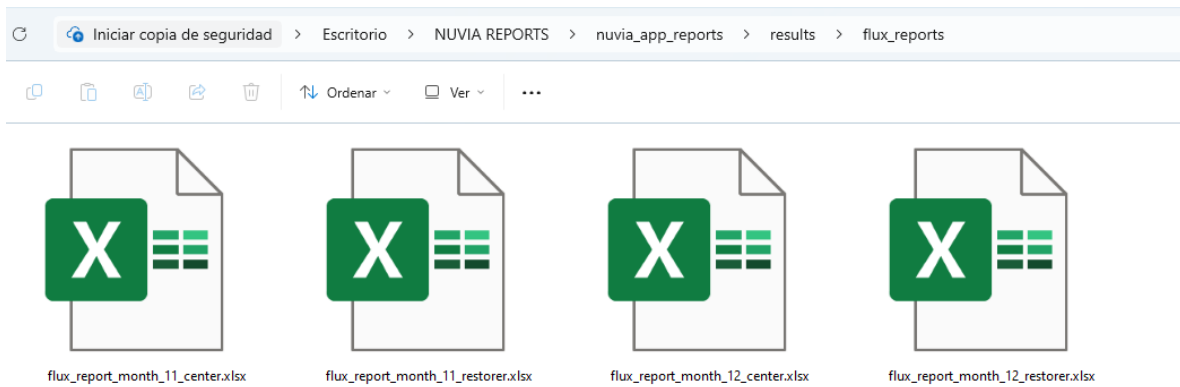 Iniciar copia de seguridad > Escritorio > NUVIA REPORTS > nuvia_app_reports > results > flux_reports
Ordenar Ver ...
flux_report_month_11_center.xlsx flux_report_month_11_restorer.xlsx flux_report_month_12_center.xlsx flux_report_month_12_restorer.xlsx